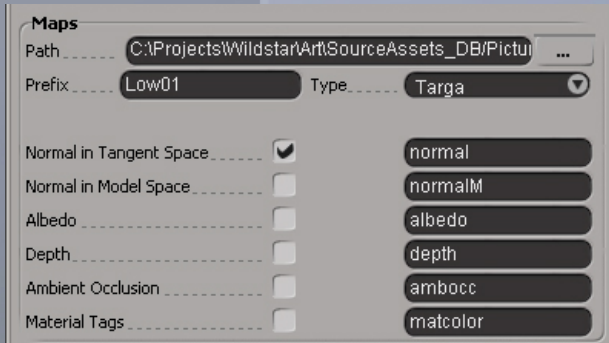 Maps
Path C:\Projects\Wildstar\Art\SourceAssets_DB/Pictu ...
Prefix Low01 Type Targa
Normal in Tangent Space normal
Normal in Model Space normalM
Albedo albedo
Depth depth
Ambient Occlusion ambocc
Material Tags matcolor